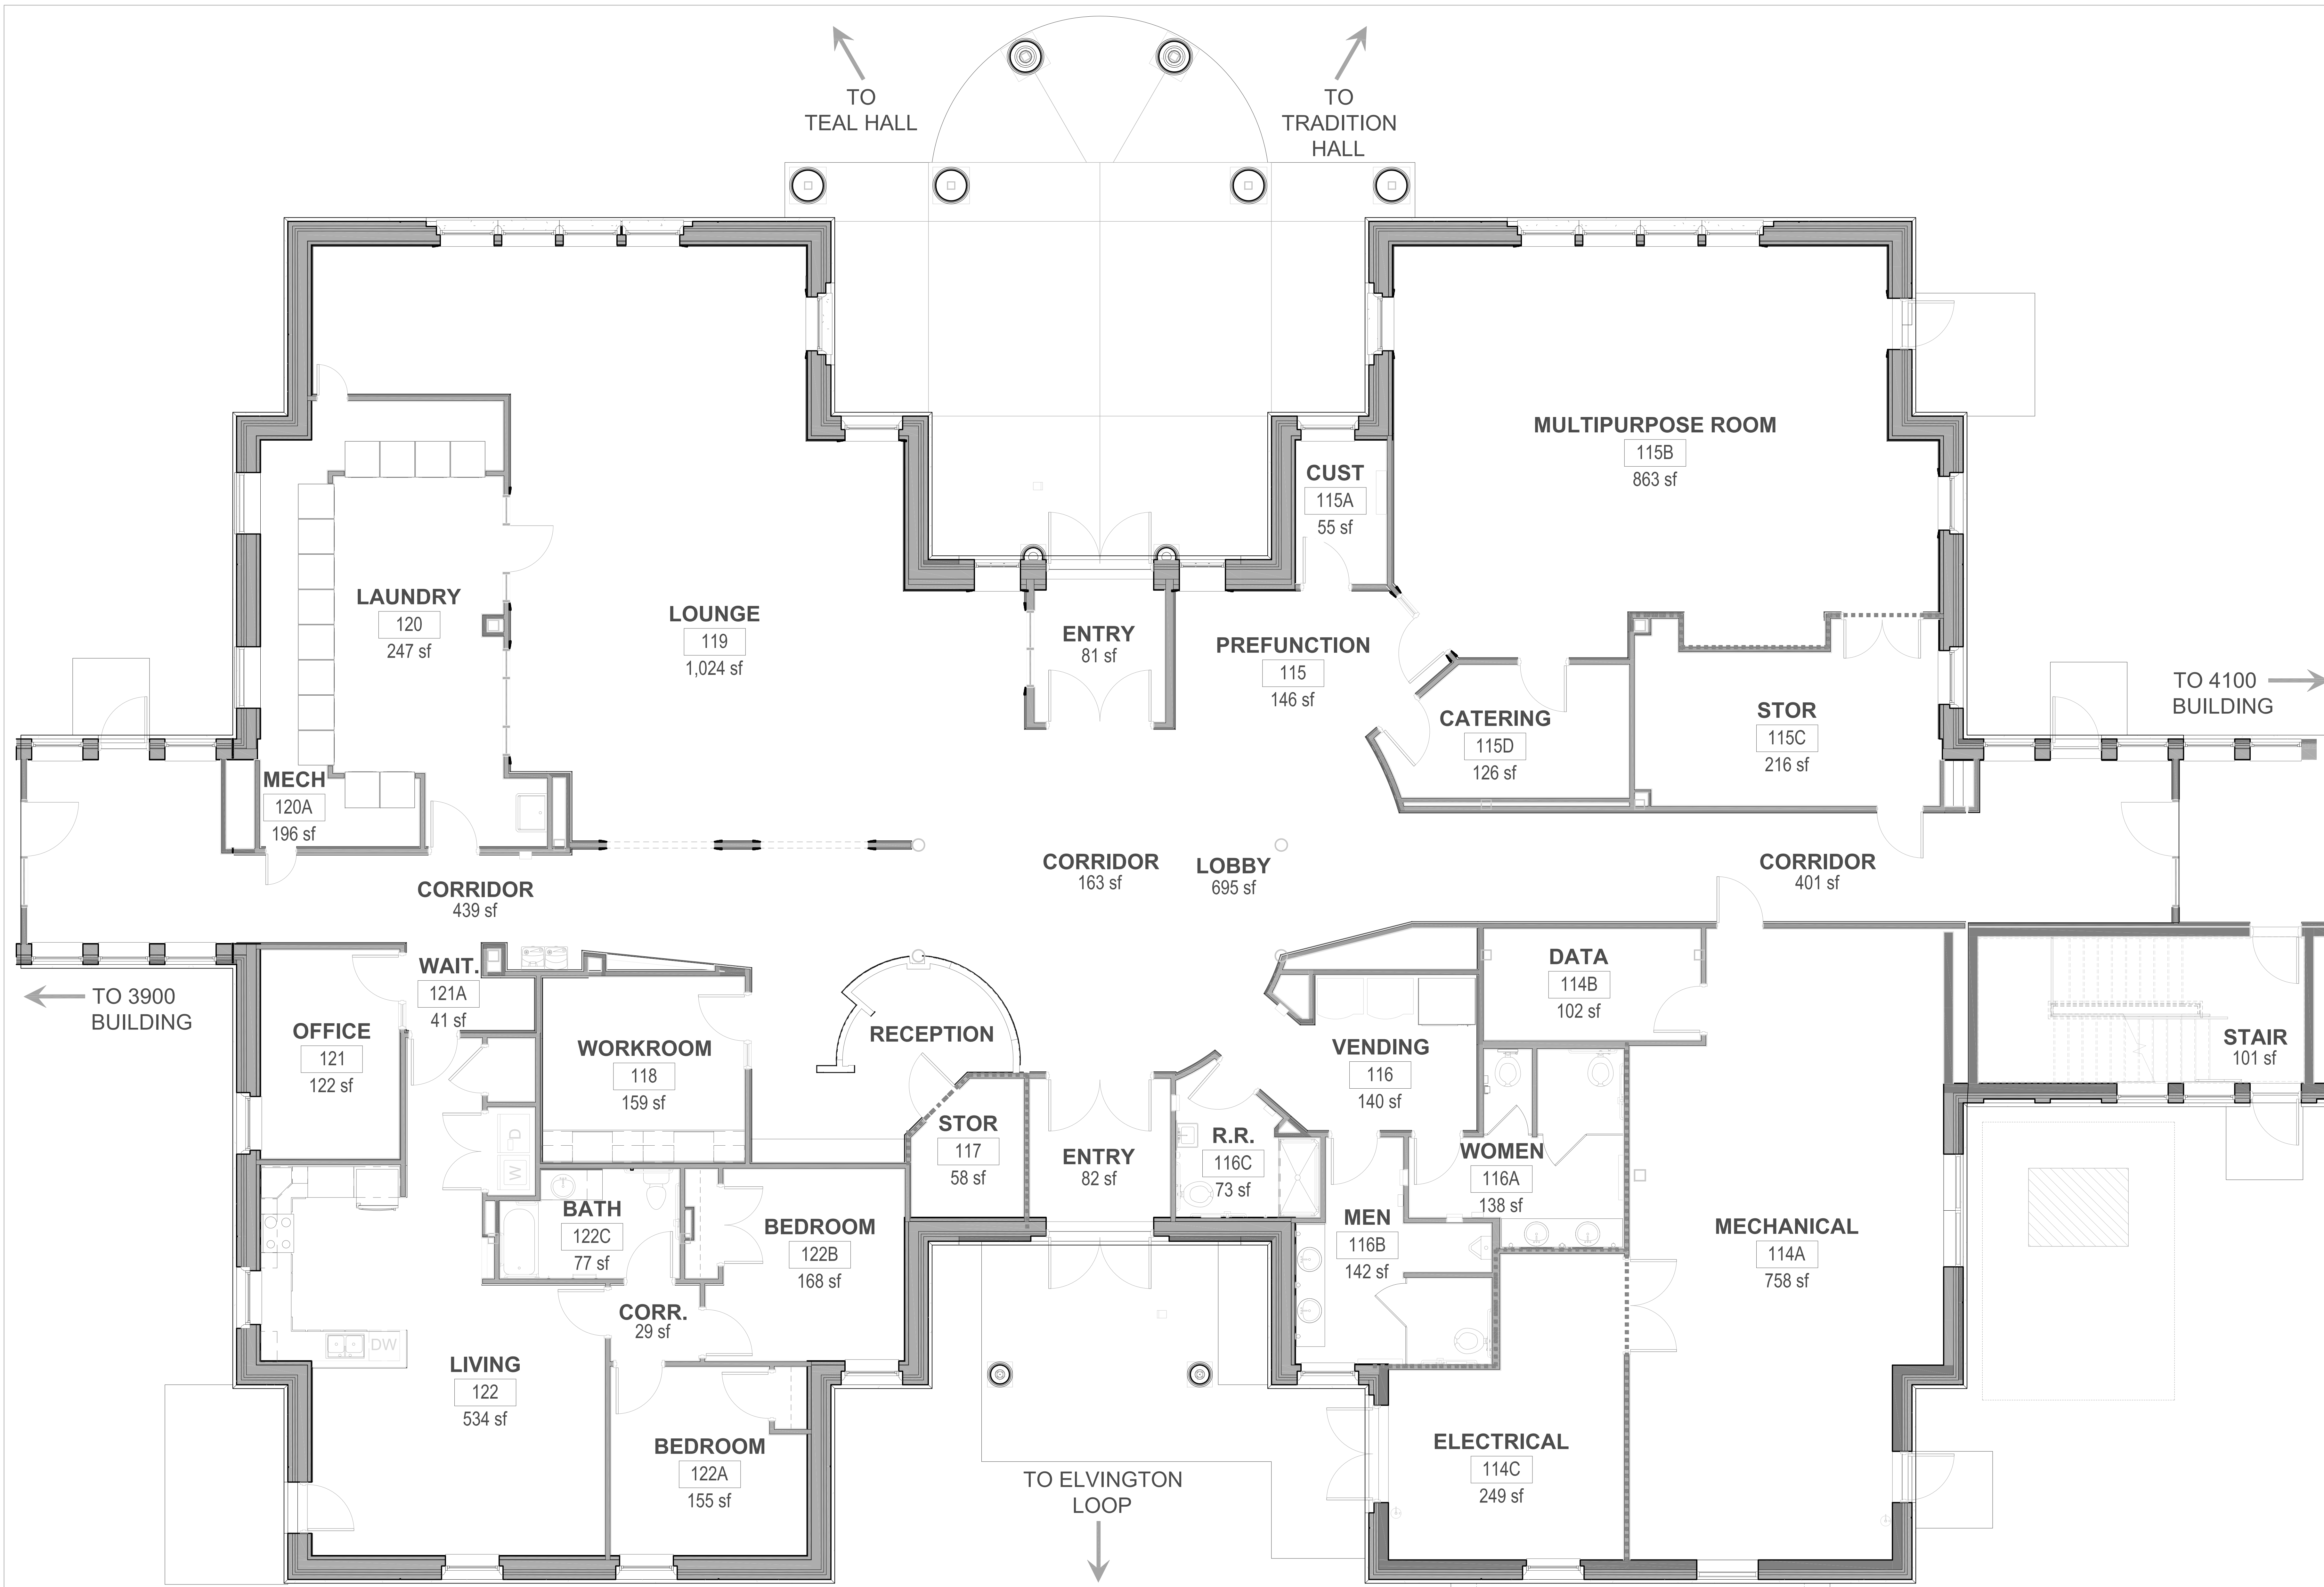 TO
TEAL HALL
TO
TRADITION
HALL
MULTIPURPOSE ROOM
115B
863 sf
CUST
115A
55 sf
LAUNDRY
120
247 sf
LOUNGE
119
1,024 sf
ENTRY
81 sf
PREFUNCTION
115
146 sf
CATERING
115D
126 sf
STOR
115C
216 sf
TO 4100
BUILDING
MECH
120A
196 sf
CORRIDOR
439 sf
CORRIDOR
163 sf
LOBBY
695 sf
CORRIDOR
401 sf
TO 3900
BUILDING
WAIT.
121A
41 sf
OFFICE
121
122 sf
WORKROOM
118
159 sf
RECEPTION
DATA
114B
102 sf
VENDING
116
140 sf
STAIR
101 sf
D
W
STOR
117
58 sf
ENTRY
82 sf
R.R.
116C
73 sf
WOMEN
116A
138 sf
BATH
122C
77 sf
BEDROOM
122B
168 sf
MEN
116B
142 sf
MECHANICAL
114A
758 sf
CORR.
29 sf
DW
LIVING
122
534 sf
BEDROOM
122A
155 sf
ELECTRICAL
114C
249 sf
TO ELVINGTON
LOOP